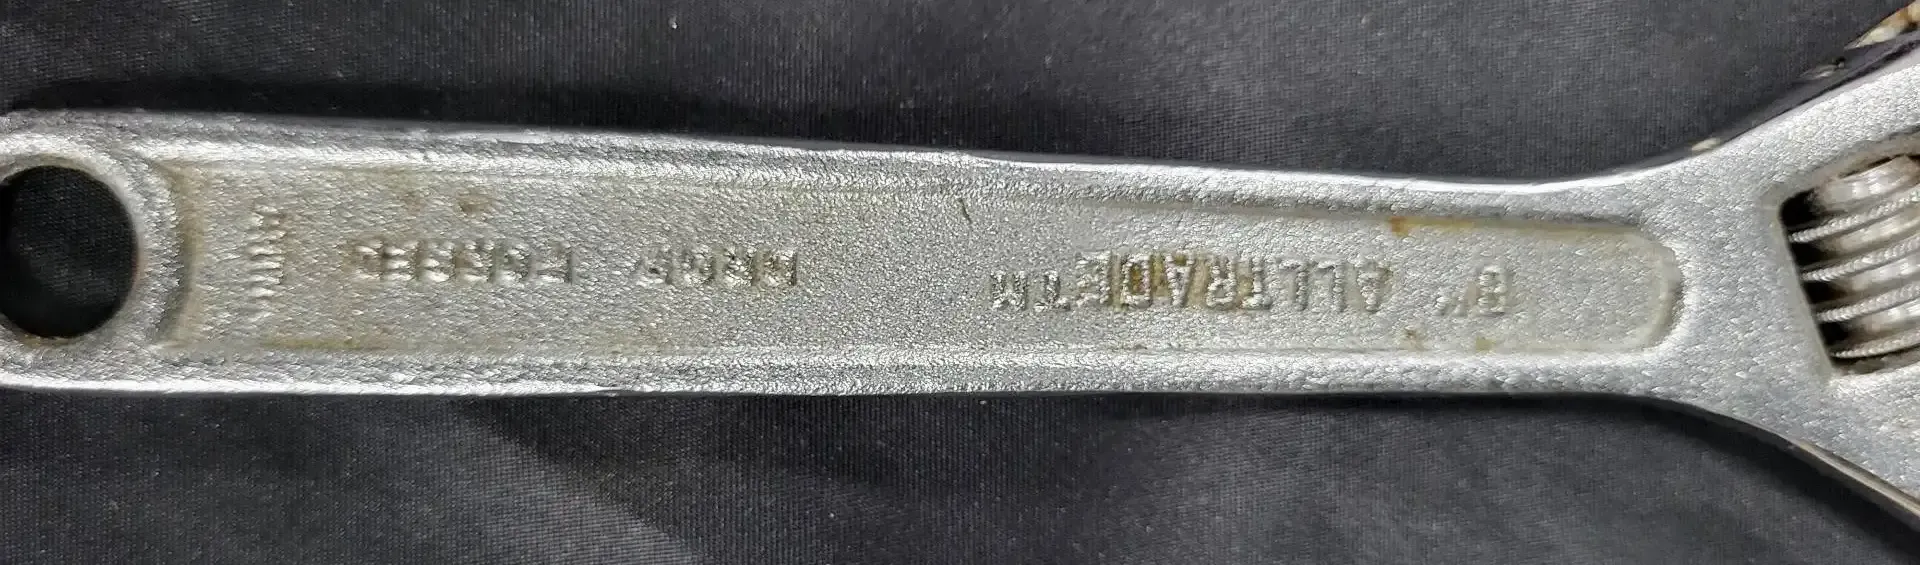 8" ALLTRADE™ DROP FORGED